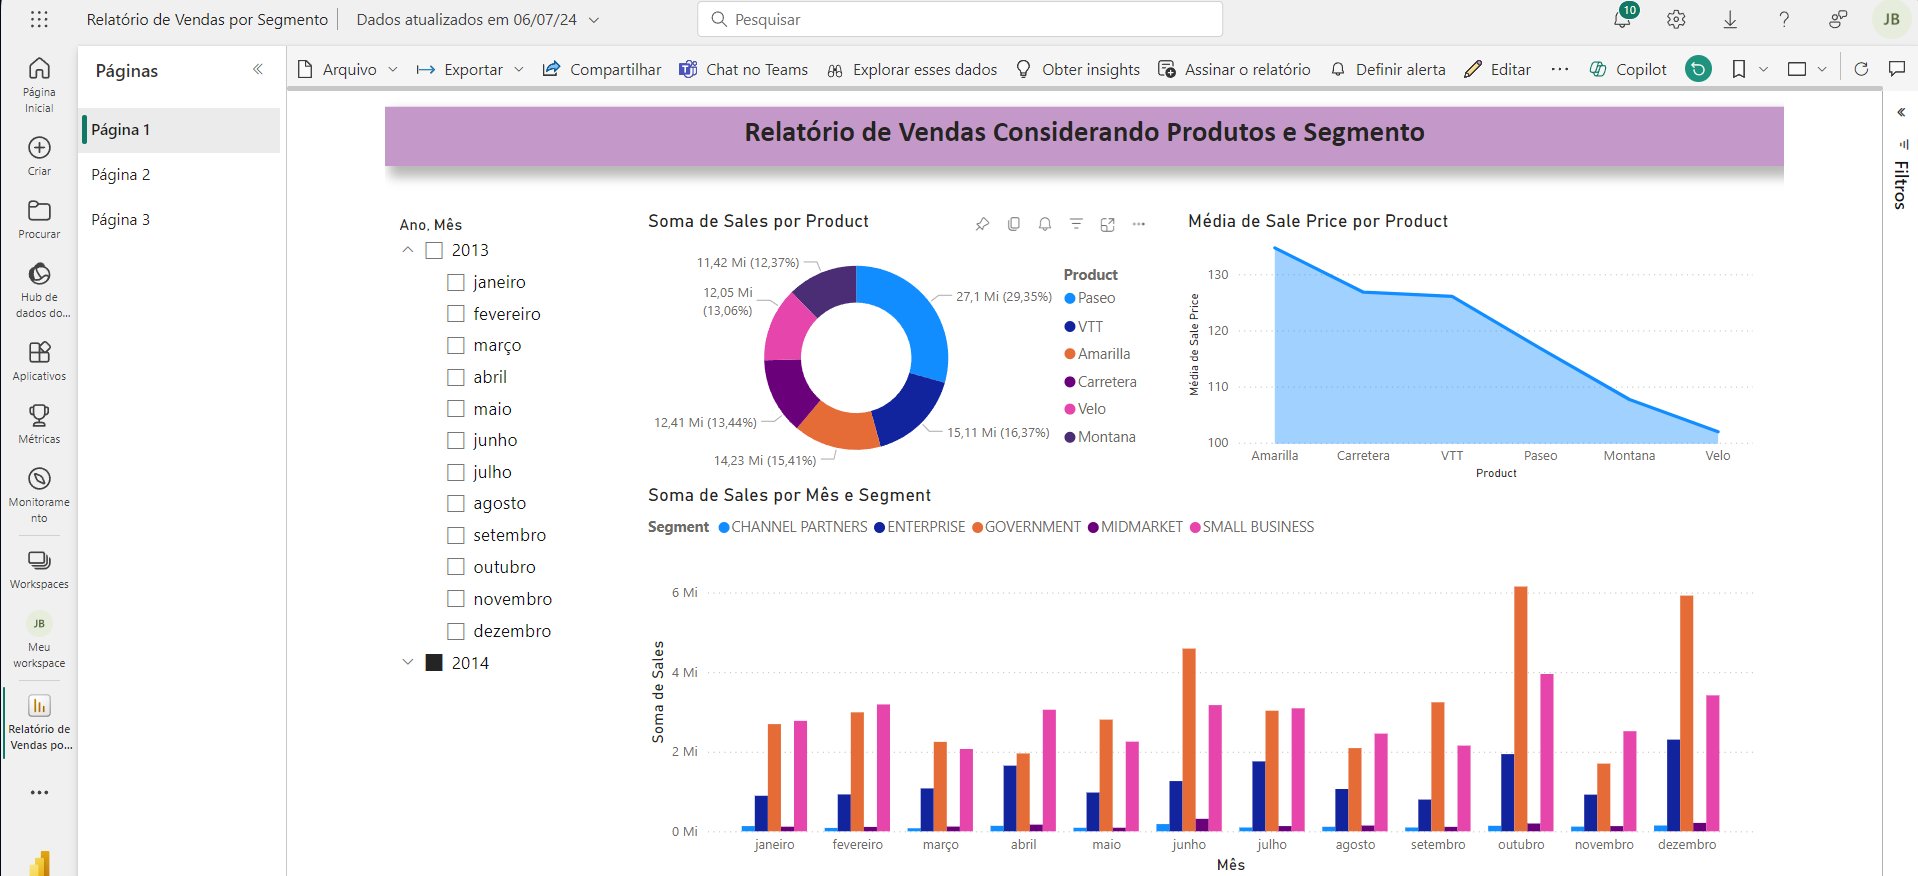 Relatório de Vendas por Segmento
Dados atualizados em 06/07/24
Pesquisar
10
JB
Página
Inicial
Criar
Procurar
Hub de
dados do...
Aplicativos
Métricas
Monitorame
nto
Workspaces
JB
Meu
workspace
Relatório de
Vendas po...
Páginas
Página 1
Página 2
Página 3
Arquivo
Exportar
Compartilhar
Chat no Teams
Explorar esses dados
Obter insights
Assinar o relatório
Definir alerta
Editar
Copilot
Filtros
Relatório de Vendas Considerando Produtos e Segmento
Ano, Mês
2013
janeiro
fevereiro
março
abril
maio
junho
julho
agosto
setembro
outubro
novembro
dezembro
2014
Soma de Sales por Product
11,42 Mi (12,37%)
12,05 Mi
(13,06%)
27,1 Mi (29,35%)
12,41 Mi (13,44%)
15,11 Mi (16,37%)
14,23 Mi (15,41%)
Product
Paseo
VTT
Amarilla
Carretera
Velo
Montana
Média de Sale Price por Product
Média de Sale Price
130
120
110
100
Amarilla
Carretera
VTT
Paseo
Montana
Velo
Product
Soma de Sales por Mês e Segment
Segment CHANNEL PARTNERS ENTERPRISE GOVERNMENT MIDMARKET SMALL BUSINESS
Soma de Sales
6 Mi
4 Mi
2 Mi
0 Mi
janeiro
fevereiro
março
abril
maio
junho
julho
agosto
setembro
outubro
novembro
dezembro
Mês